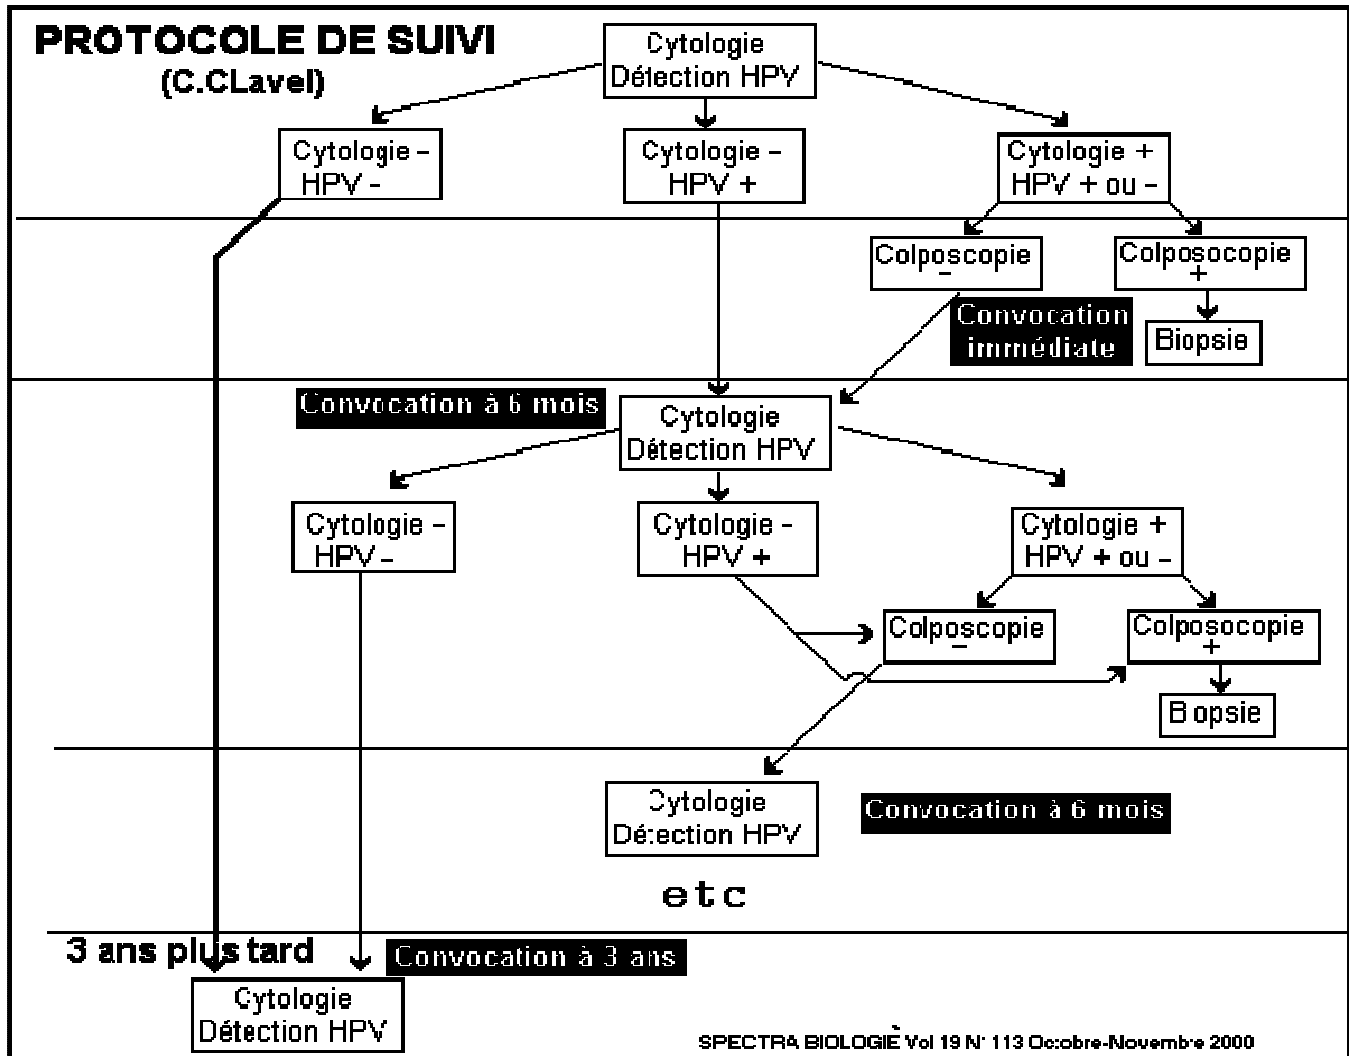 PROTOCOLE DE SUIVI
(C.CLavel)
Cytologie
Détection HPV
Cytologie -
HPV -
Cytologie -
HPV +
Cytologie +
HPV + ou -
Colposcopie
-
Colposocopie
+
Convocation
immédiate
Biopsie
Convocation à 6 mois
Cytologie
Détection HPV
Cytologie -
HPV -
Cytologie -
HPV +
Cytologie +
HPV + ou -
Colposcopie
-
Colposocopie
+
Biopsie
Cytologie
Détection HPV
Convocation à 6 mois
etc
3 ans plus tard
Convocation à 3 ans
Cytologie
Détection HPV
SPECTRA BIOLOGIE Vol 19 N° 113 Octobre-Novembre 2000